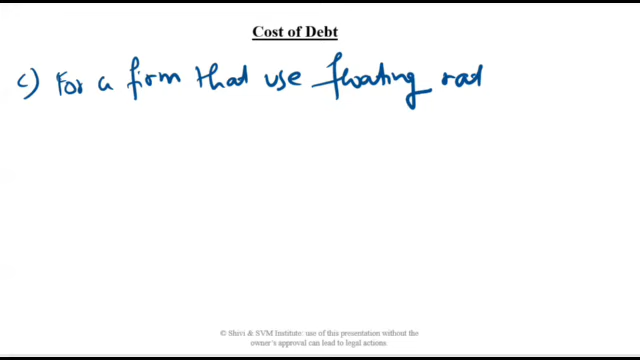 Cost of Debt
c) For a firm that use floating rat
© Shivi & SVM Institute: use of this presentation without the
owner's approval can lead to legal actions